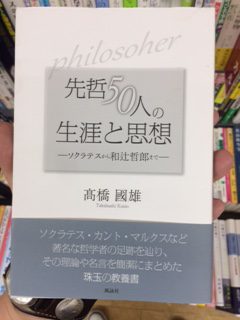 philosoher
先哲50人の
生涯と思想
―ソクラテスから和辻哲郎まで―
髙橋 國雄
Takahashi Kunio
ソクラテス・カント・マルクスなど
著名な哲学者の足跡を辿り、
その理論や名言を簡潔にまとめた
珠玉の教養書